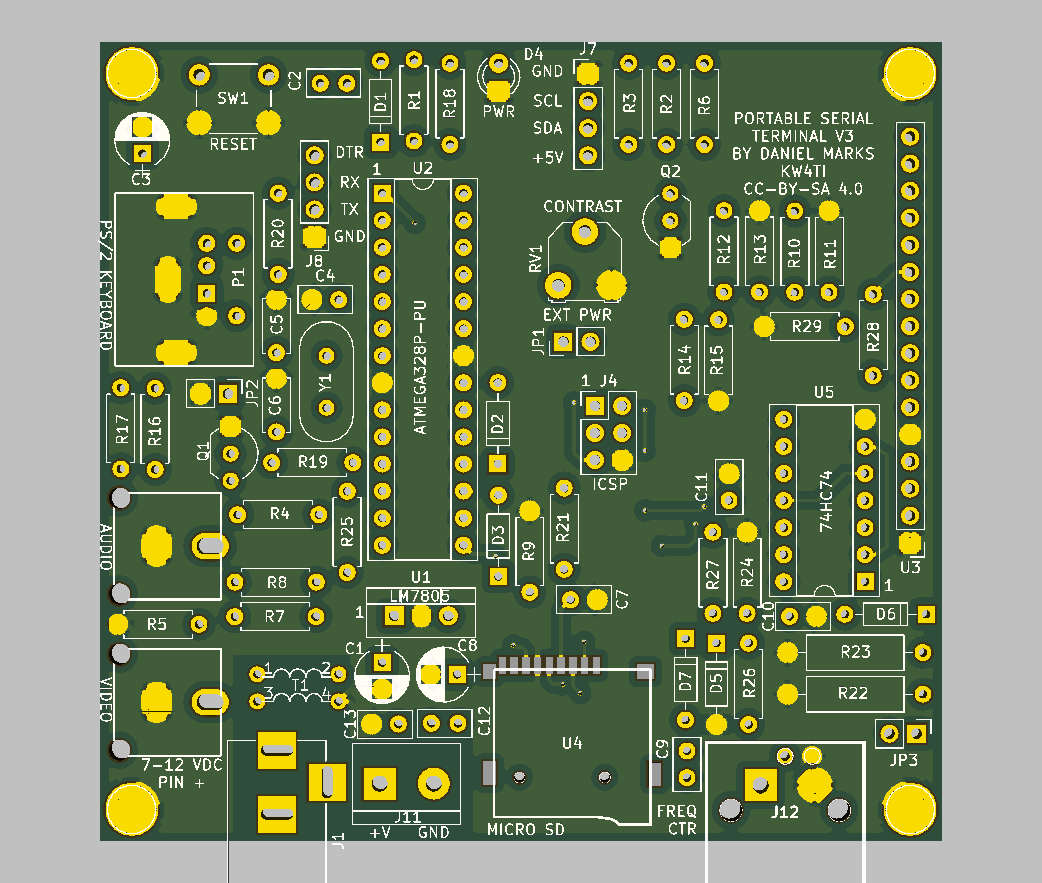 D4
J7
GND
C2
SW1
D1
R1
R18
PWR
SCL
SDA
+5V
R3
R2
R6
PORTABLE SERIAL
TERMINAL V3
BY DANIEL MARKS
KW4TI
CC-BY-SA 4.0
RESET
C3
DTR
RX
TX
GND
J8
1
U2
Q2
CONTRAST
RV1
EXT PWR
JP1
R20
P1
PS/2 KEYBOARD
C4
C5
C6
Y1
ATMEGA328P-PU
R12
R13
R10
R11
R29
R28
R14
R15
JP2
R17
R16
Q1
R19
D2
1
J4
ICSP
U5
74HC74
1
C11
U3
R4
R25
AUDIO
R8
R7
R5
D3
R9
R21
C7
R27
R24
C10
D6
U1
LM7805
1
C1
C8
VIDEO
1
2
T1
3
4
C13
C12
7-12 VDC
PIN +
J1
J11
+V
GND
U4
MICRO SD
D7
D5
R26
R23
R22
C9
FREQ
CTR
J12
JP3